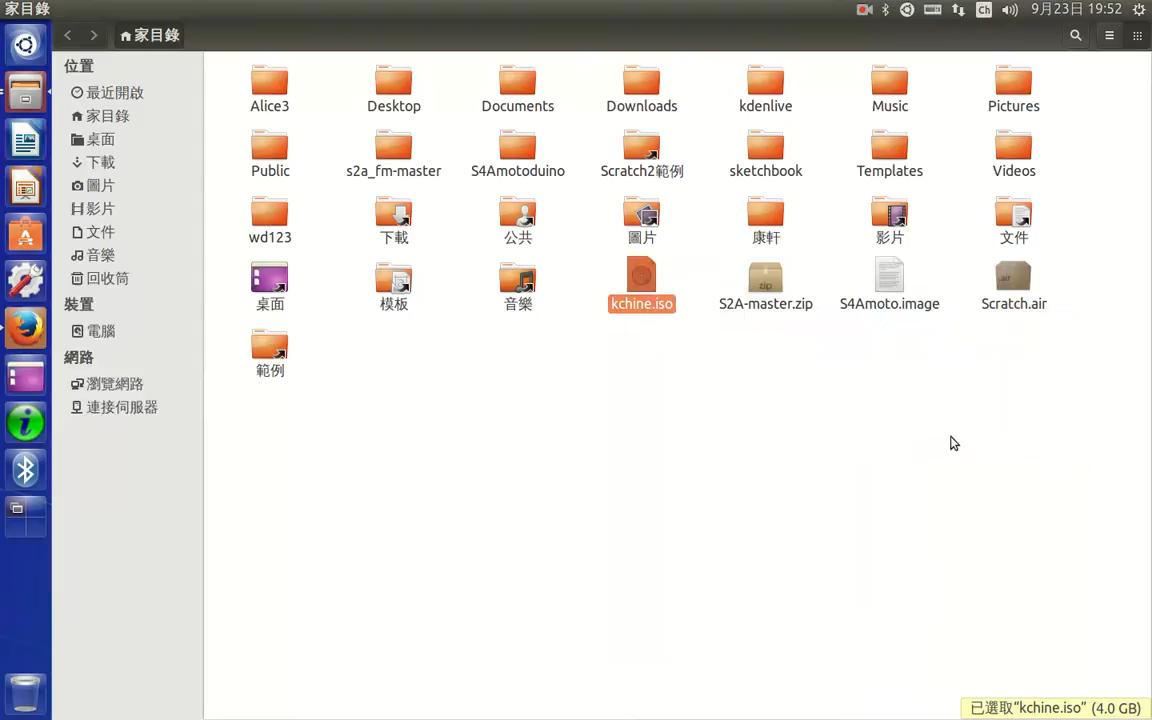 家目錄
Ch
9月23日 19:52
家目錄
位置
最近開啟
家目錄
桌面
下載
圖片
影片
文件
音樂
回收筒
裝置
電腦
網路
瀏覽網路
連接伺服器
Alice3 Desktop Documents Downloads kdenlive Music Pictures
Public s2a_fm-master S4Amotoduino Scratch2範例 sketchbook Templates Videos
wd123 下載 公共 圖片 康軒 影片 文件
zip
.air
桌面 模板 音樂 kchine.iso S2A-master.zip S4Amoto.image Scratch.air
範例
已選取“kchine.iso” (4.0 GB)